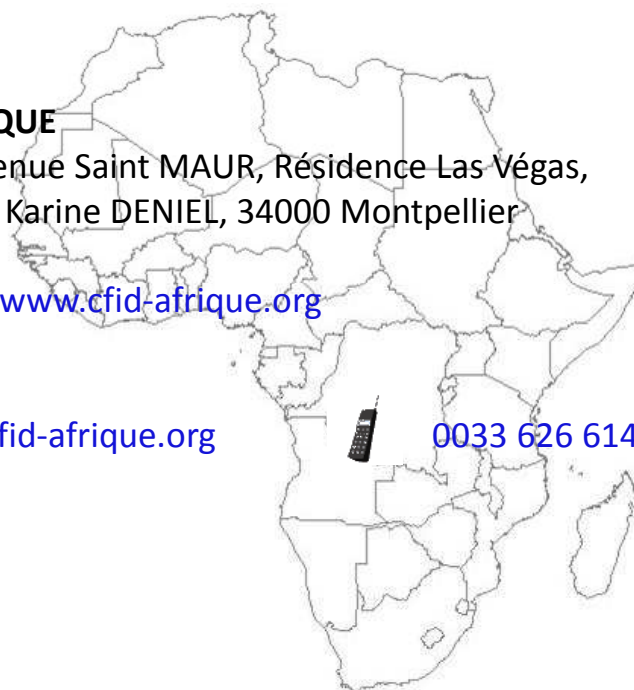 QUE
enue Saint MAUR, Résidence Las Végas,
Karine DENIEL, 34000 Montpellier
www.cfid-afrique.org
fid-afrique.org
0033 626 614